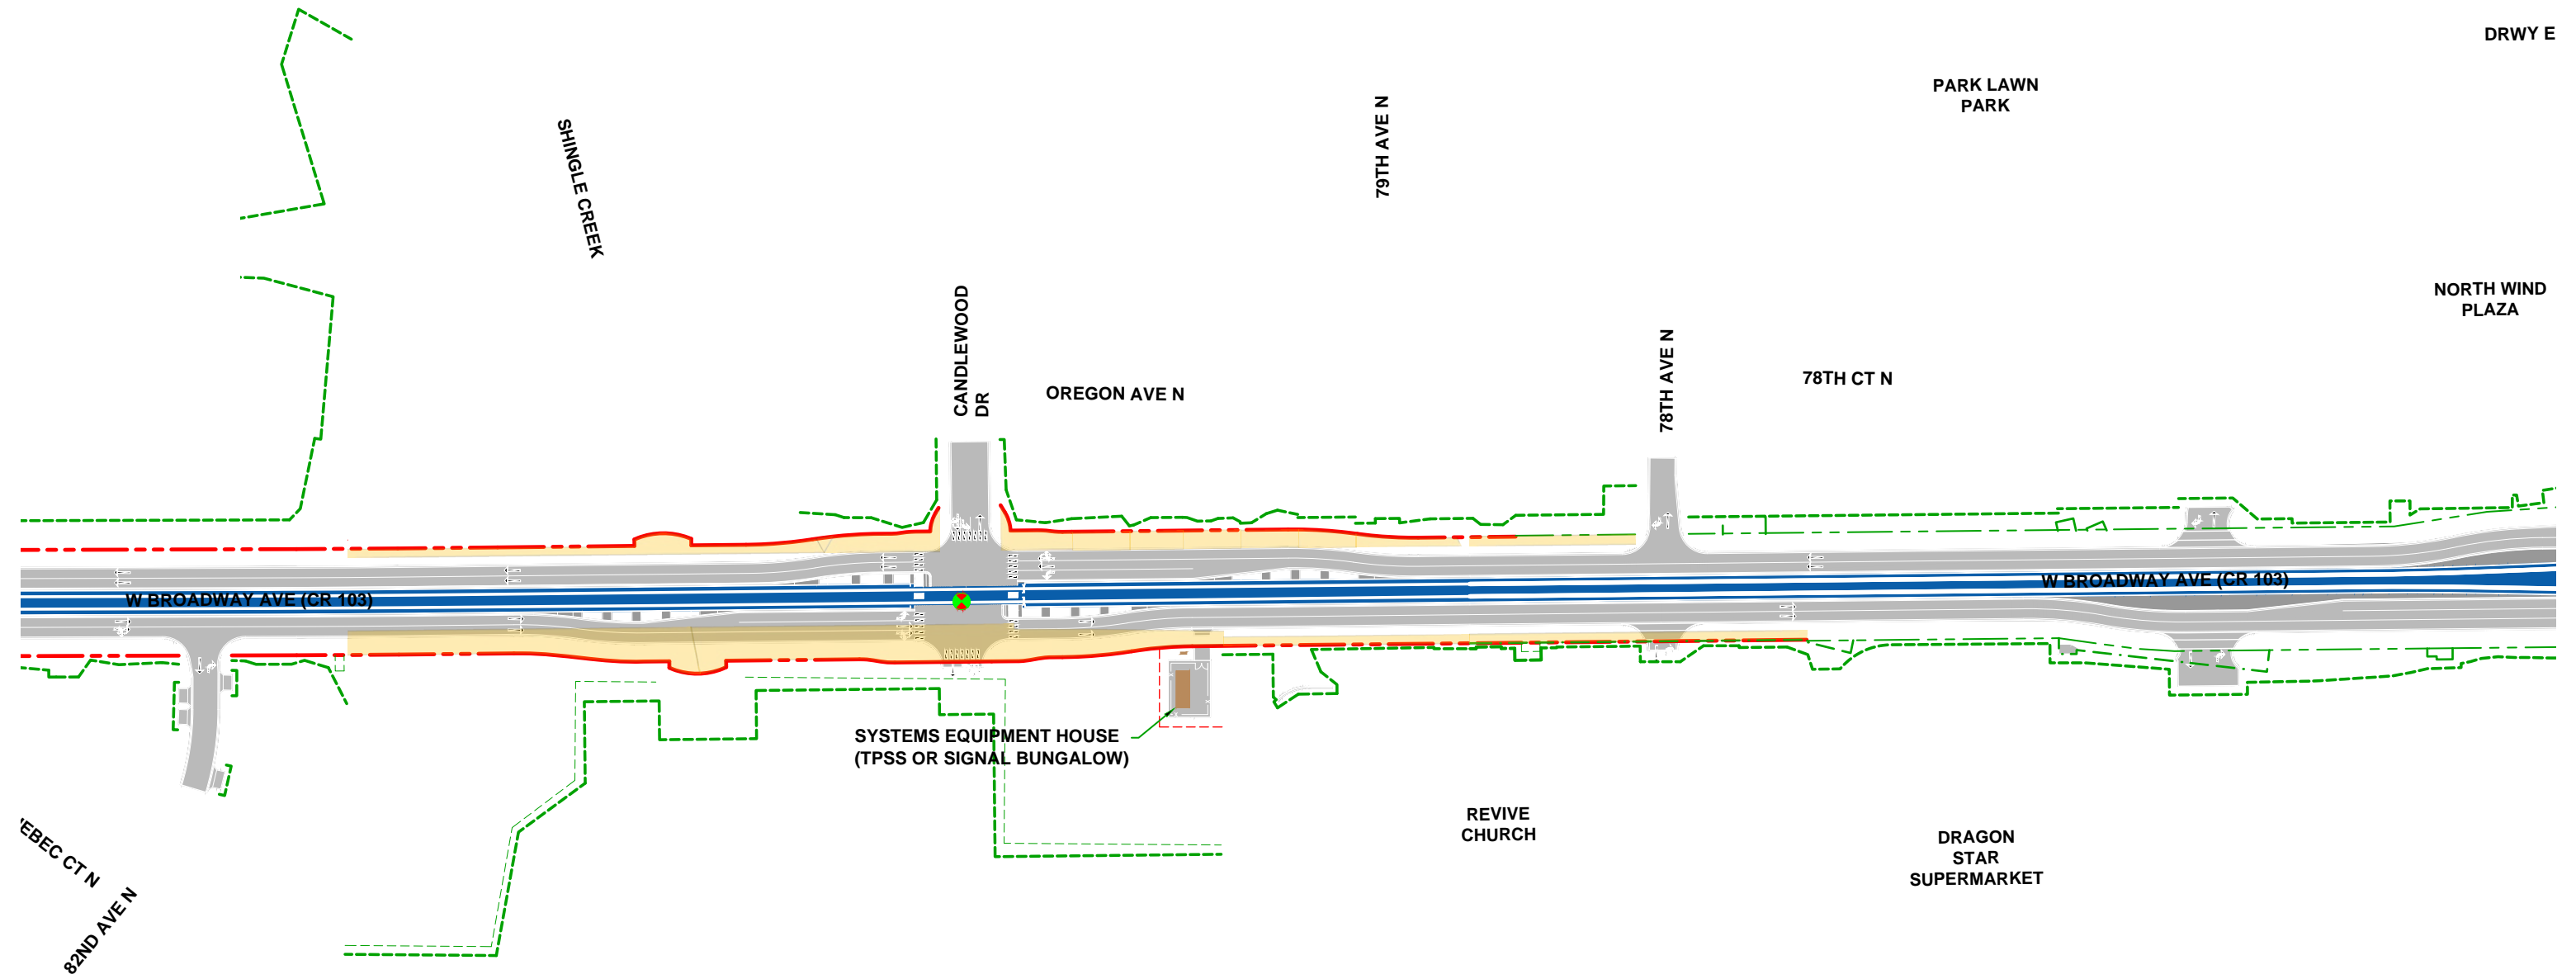 DRWY E
PARK LAWN
PARK
79TH AVE N
SHINGLE CREEK
NORTH WIND
PLAZA
CANDLEWOOD
DR
78TH AVE N
78TH CT N
OREGON AVE N
W BROADWAY AVE (CR 103)
W BROADWAY AVE (CR 103)
SYSTEMS EQUIPMENT HOUSE
(TPSS OR SIGNAL BUNGALOW)
REVIVE
CHURCH
DRAGON
STAR
SUPERMARKET
EBEC CT N
82ND AVE N